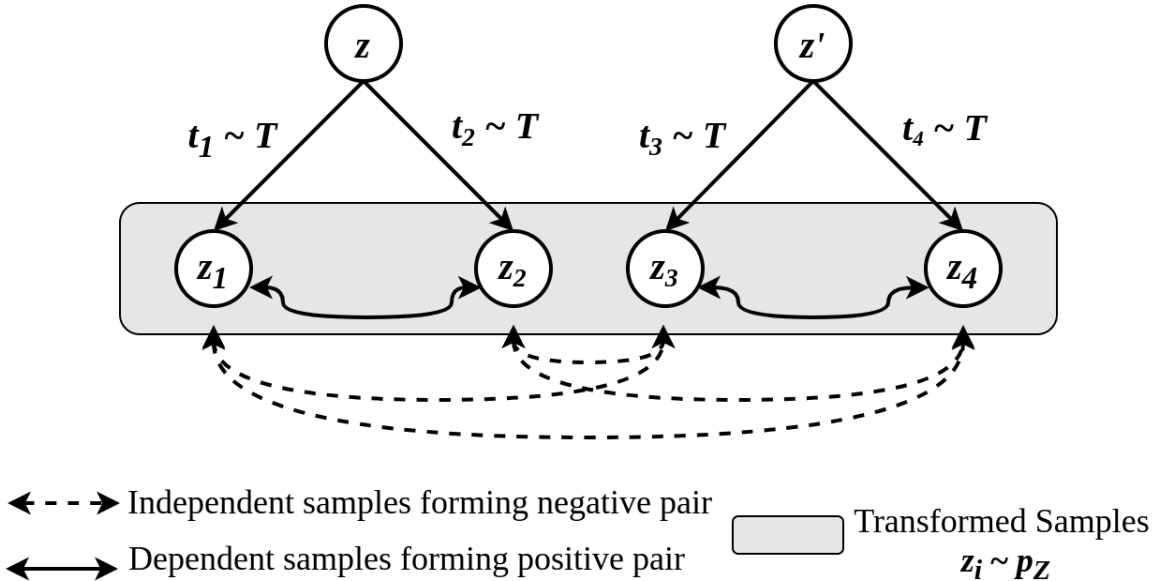 z z'
t₁ ~ T t₂ ~ T t₃ ~ T t₄ ~ T
z₁ z₂ z₃ z₄
Independent samples forming negative pair
Dependent samples forming positive pair
Transformed Samples
zᵢ ~ p_Z